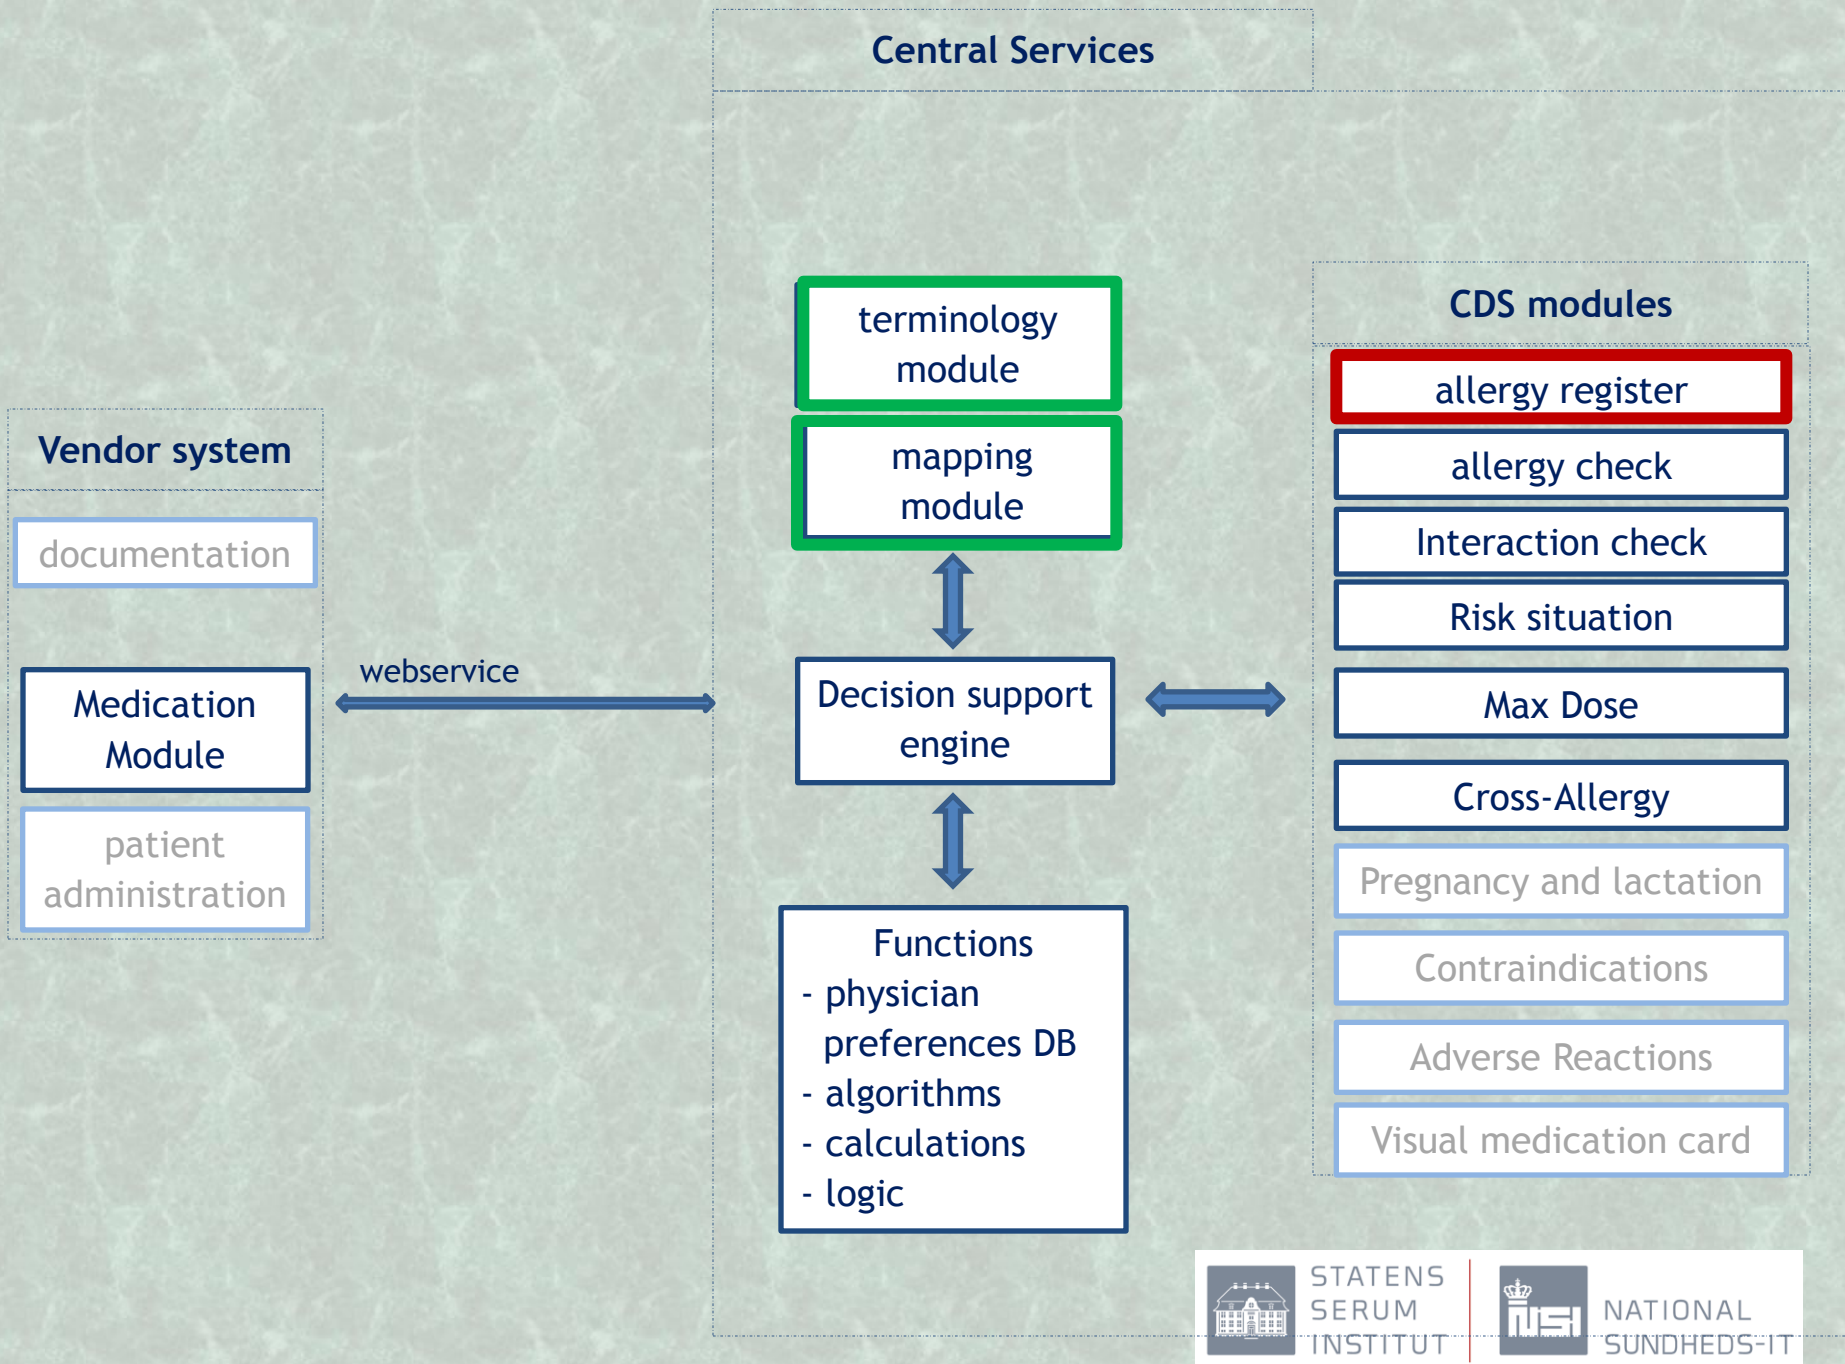 Central Services
Vendor system
documentation
Medication
Module
patient
administration
webservice
terminology
module
mapping
module
Decision support
engine
Functions
- physician
preferences DB
- algorithms
- calculations
- logic
CDS modules
allergy register
allergy check
Interaction check
Risk situation
Max Dose
Cross-Allergy
Pregnancy and lactation
Contraindications
Adverse Reactions
Visual medication card
STATENS
SERUM
INSTITUT
NSI
NATIONAL
SUNDHEDS-IT